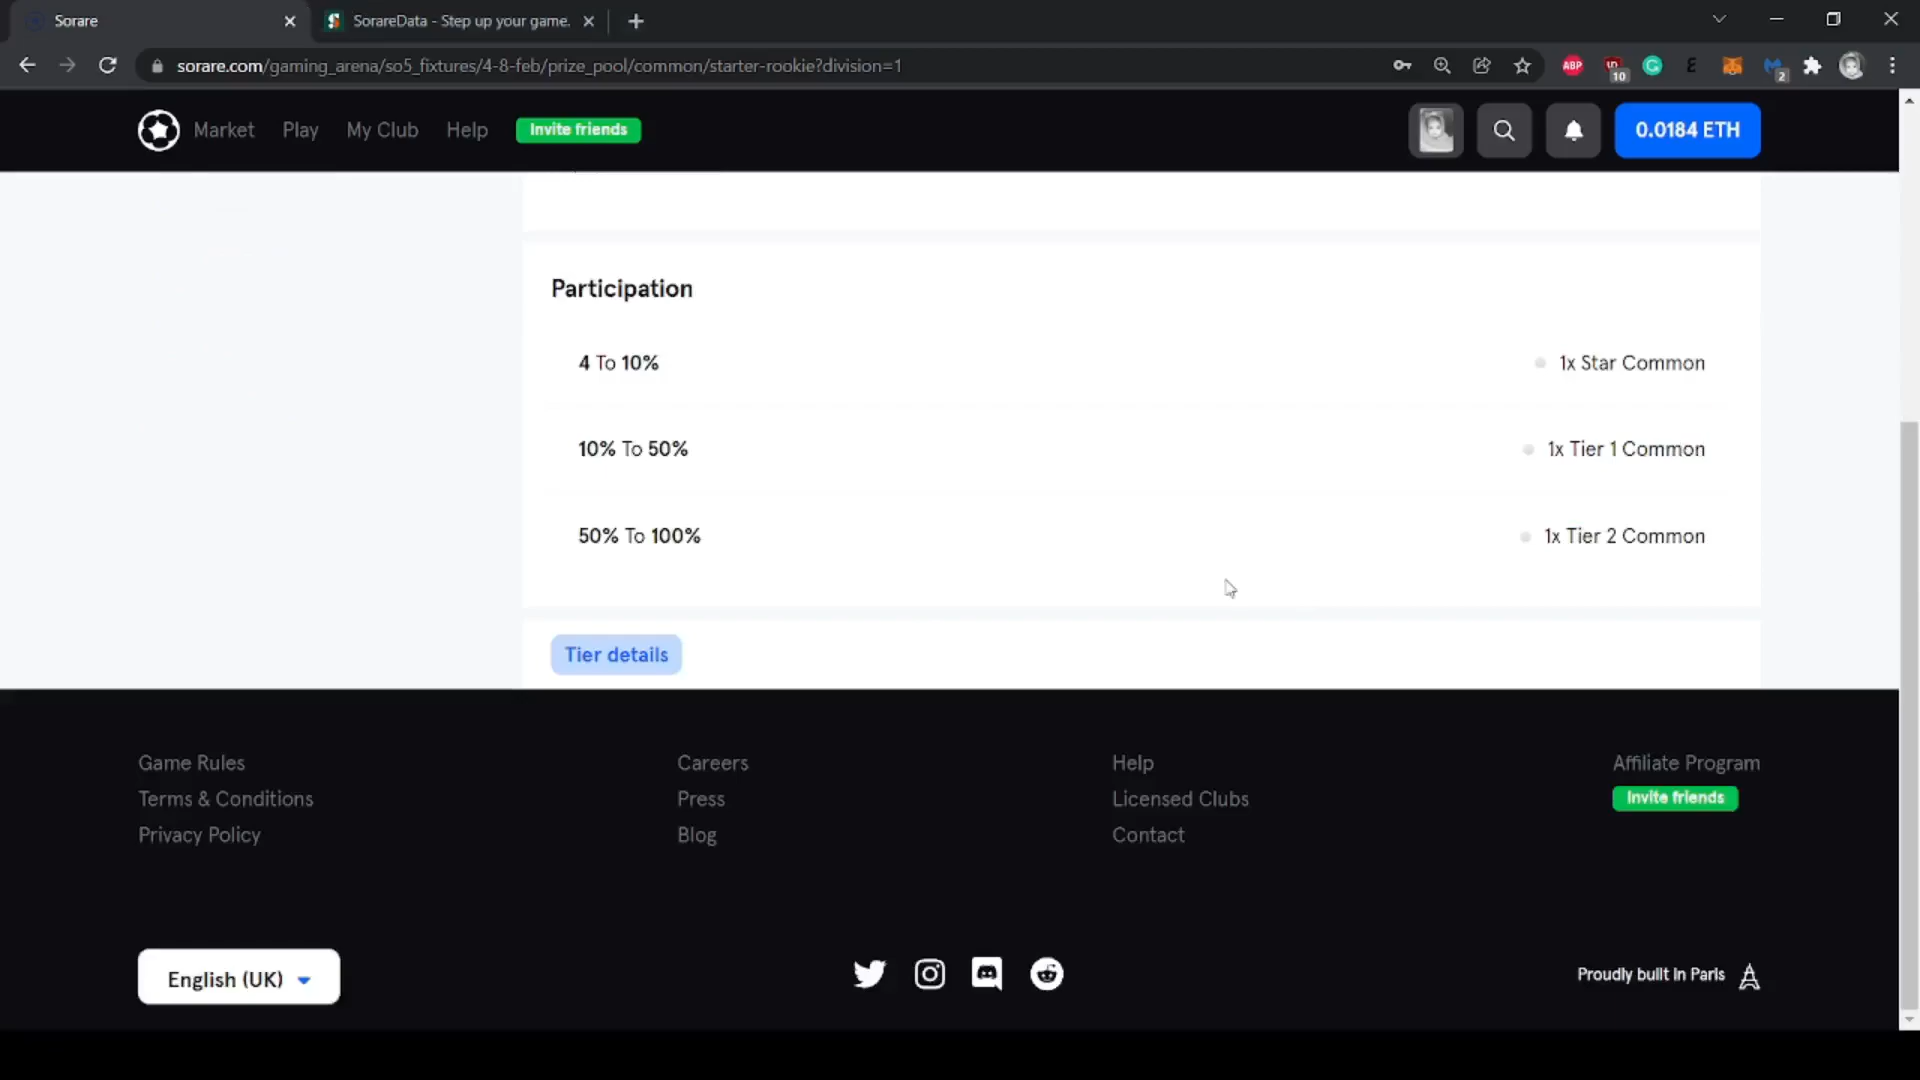 Sorare
SorareData - Step up your game.
sorare.com/gaming_arena/so5_fixtures/4-8-feb/prize_pool/common/starter-rookie?division=1
ABP
10
2
Market
Play
My Club
Help
Invite friends
0.0184 ETH
Participation
4 To 10%
1x Star Common
10% To 50%
1x Tier 1 Common
50% To 100%
1x Tier 2 Common
Tier details
Game Rules
Careers
Help
Affiliate Program
Terms & Conditions
Press
Licensed Clubs
Invite friends
Privacy Policy
Blog
Contact
English (UK)
Proudly built in Paris